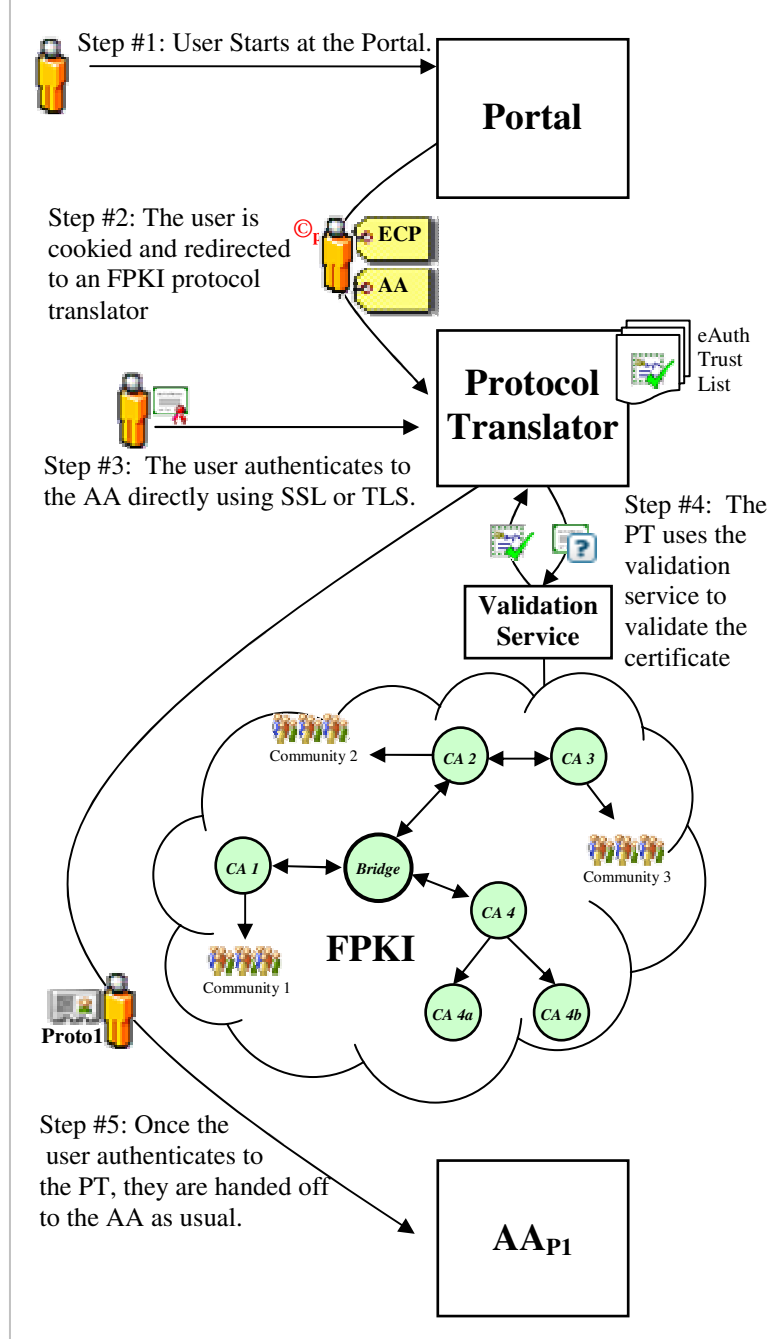 Step #1: User Starts at the Portal.
Portal
Step #2: The user is
cookied and redirected
to an FPKI protocol
translator
©p
ECP
AA
Protocol
Translator
eAuth
Trust
List
Step #3:  The user authenticates to
the AA directly using SSL or TLS.
Step #4:  The
PT uses the
validation
service to
validate the
certificate
Validation
Service
Community 2
CA 2
CA 3
Community 3
CA 1
Bridge
CA 4
FPKI
Community 1
CA 4a
CA 4b
Proto1
Step #5: Once the
user authenticates to
the PT, they are handed off
to the AA as usual.
AAP1